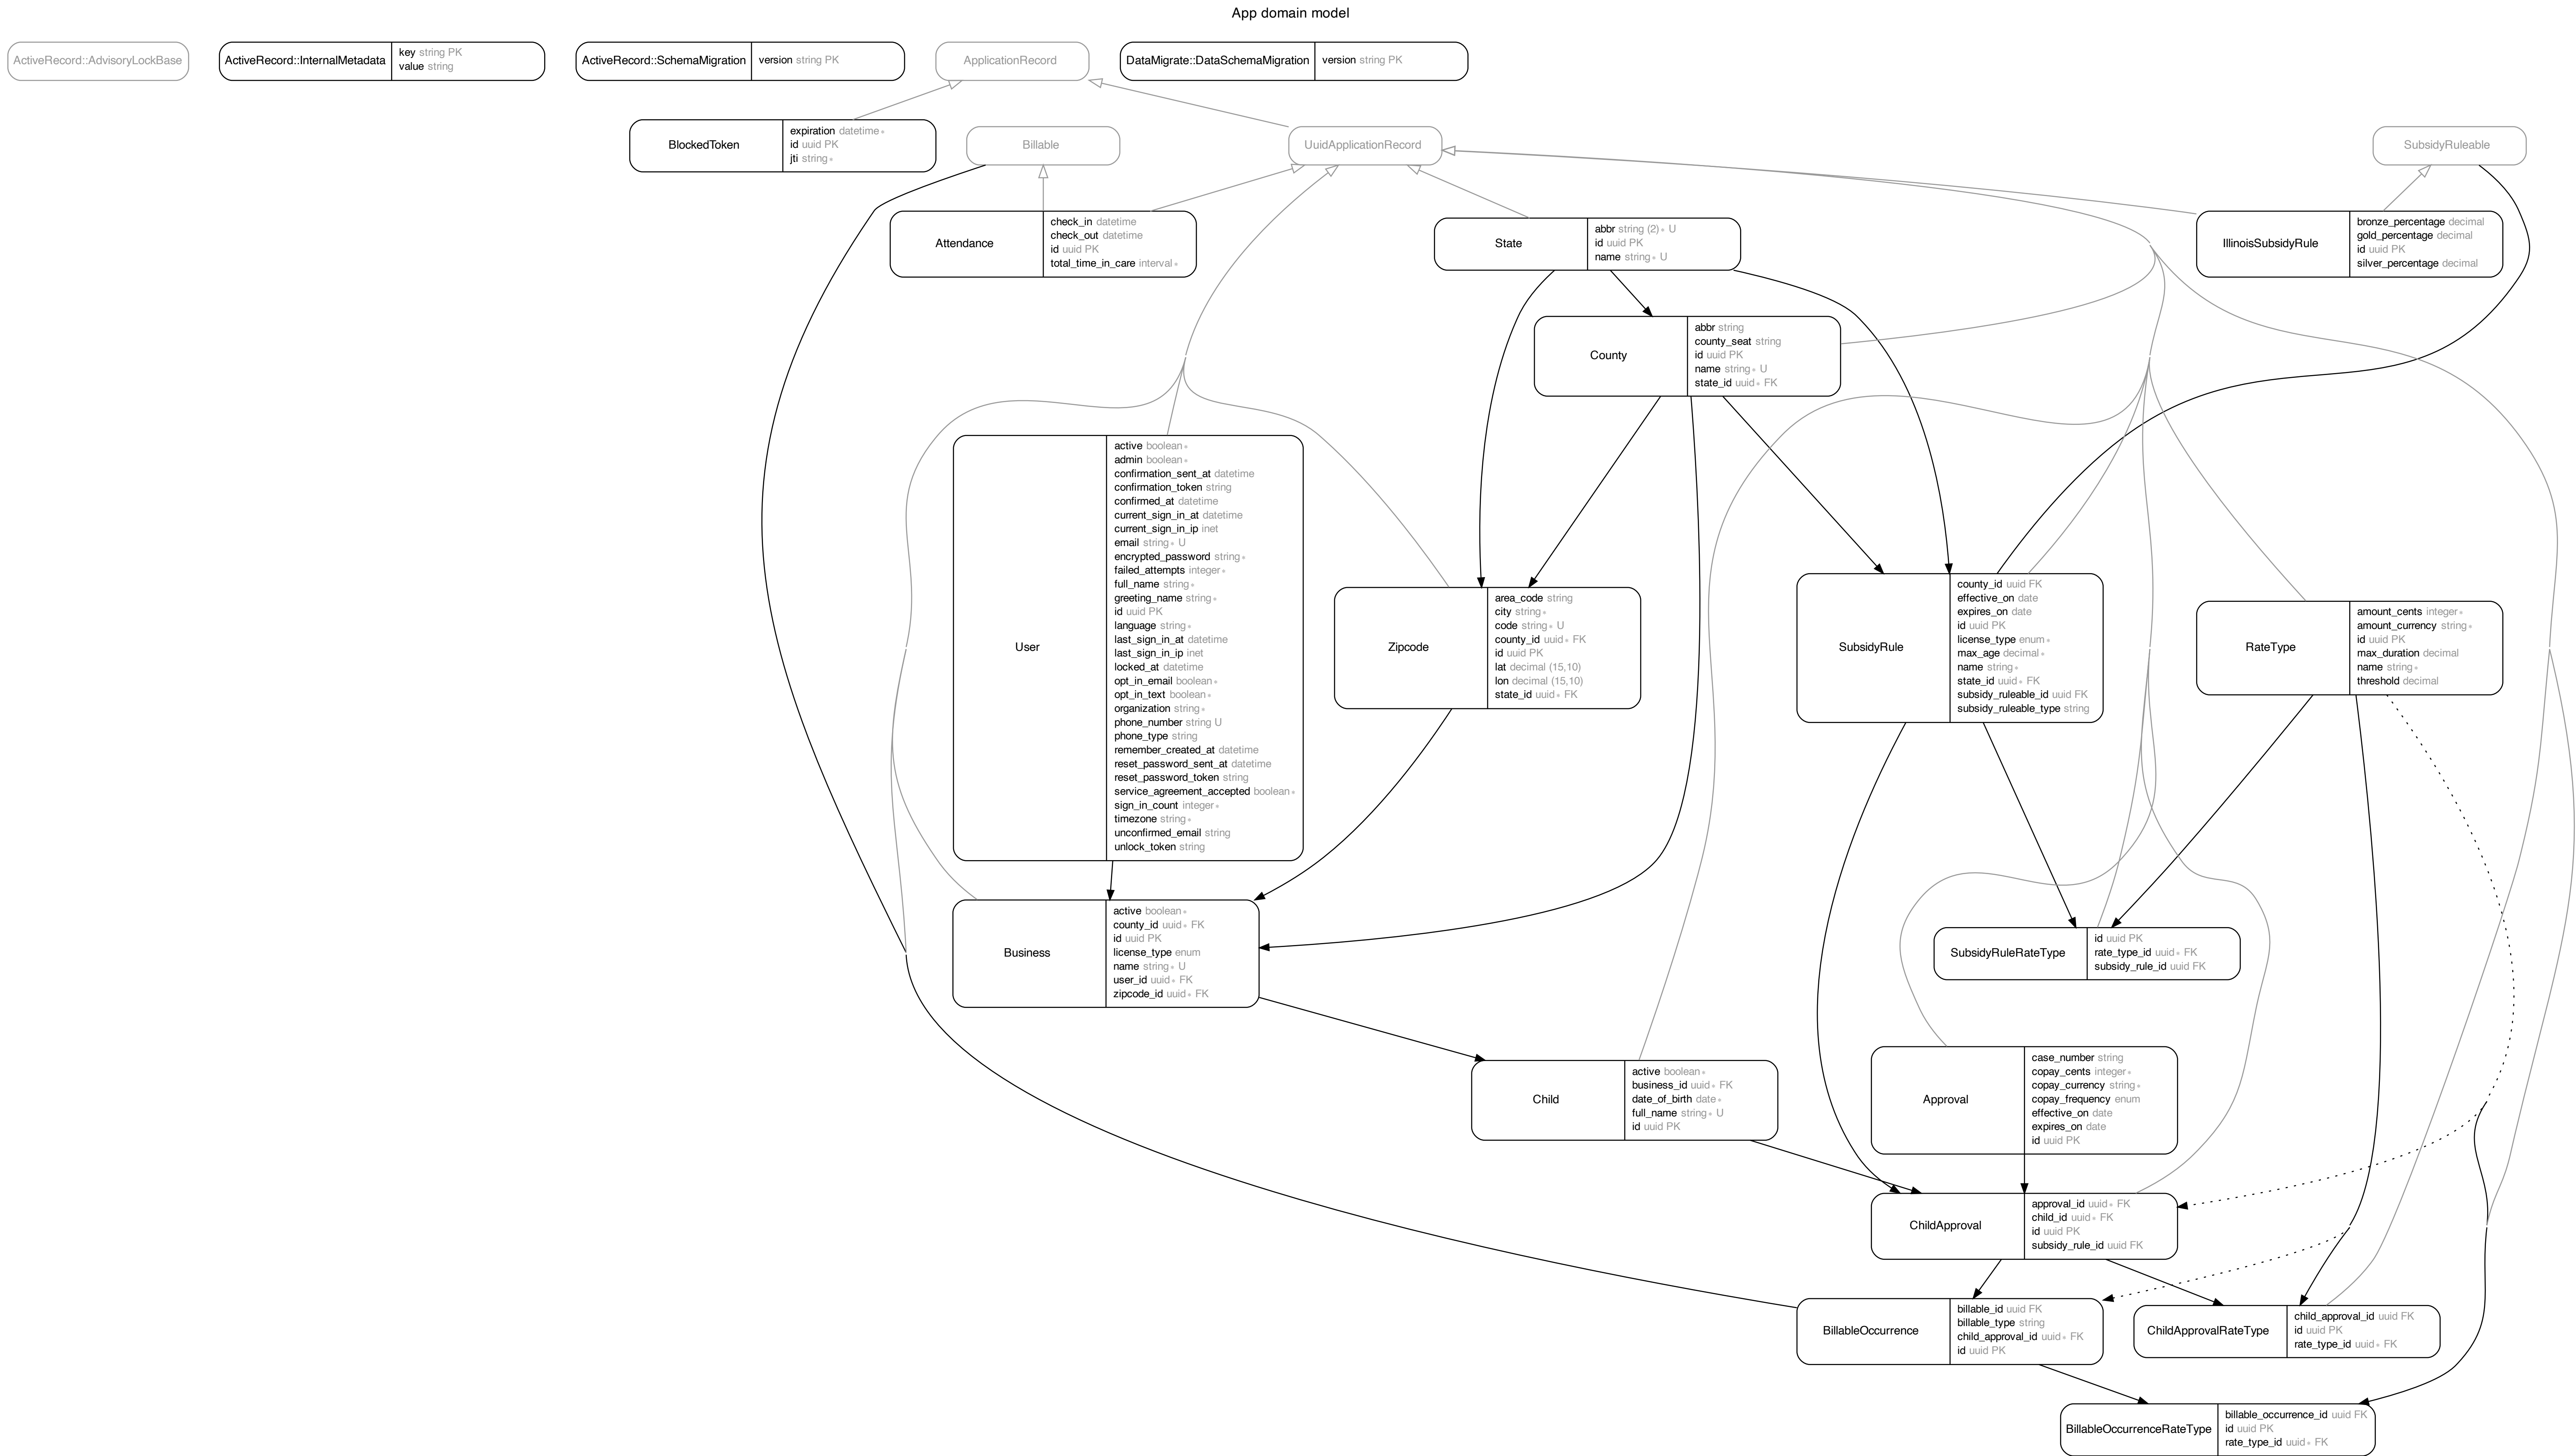 App domain model
ActiveRecord::AdvisoryLockBase
ActiveRecord::InternalMetadata
key string PK
value string
ActiveRecord::SchemaMigration
version string PK
ApplicationRecord
DataMigrate::DataSchemaMigration
version string PK
BlockedToken
expiration datetime∗
id uuid PK
jti string∗
Billable
UuidApplicationRecord
SubsidyRuleable
Attendance
check_in datetime
check_out datetime
id uuid PK
total_time_in_care interval∗
State
abbr string (2)∗ U
id uuid PK
name string∗ U
IllinoisSubsidyRule
bronze_percentage decimal
gold_percentage decimal
id uuid PK
silver_percentage decimal
County
abbr string
county_seat string
id uuid PK
name string∗ U
state_id uuid∗ FK
User
active boolean∗
admin boolean∗
confirmation_sent_at datetime
confirmation_token string
confirmed_at datetime
current_sign_in_at datetime
current_sign_in_ip inet
email string∗ U
encrypted_password string∗
failed_attempts integer∗
full_name string∗
greeting_name string∗
id uuid PK
language string∗
last_sign_in_at datetime
last_sign_in_ip inet
locked_at datetime
opt_in_email boolean∗
opt_in_text boolean∗
organization string∗
phone_number string U
phone_type string
remember_created_at datetime
reset_password_sent_at datetime
reset_password_token string
service_agreement_accepted boolean∗
sign_in_count integer∗
timezone string∗
unconfirmed_email string
unlock_token string
Zipcode
area_code string
city string∗
code string∗ U
county_id uuid∗ FK
id uuid PK
lat decimal (15,10)
lon decimal (15,10)
state_id uuid∗ FK
SubsidyRule
county_id uuid FK
effective_on date
expires_on date
id uuid PK
license_type enum∗
max_age decimal∗
name string∗
state_id uuid∗ FK
subsidy_ruleable_id uuid FK
subsidy_ruleable_type string
RateType
amount_cents integer∗
amount_currency string∗
id uuid PK
max_duration decimal
name string∗
threshold decimal
Business
active boolean∗
county_id uuid∗ FK
id uuid PK
license_type enum
name string∗ U
user_id uuid∗ FK
zipcode_id uuid∗ FK
SubsidyRuleRateType
id uuid PK
rate_type_id uuid∗ FK
subsidy_rule_id uuid FK
Child
active boolean∗
business_id uuid∗ FK
date_of_birth date∗
full_name string∗ U
id uuid PK
Approval
case_number string
copay_cents integer∗
copay_currency string∗
copay_frequency enum
effective_on date
expires_on date
id uuid PK
ChildApproval
approval_id uuid∗ FK
child_id uuid∗ FK
id uuid PK
subsidy_rule_id uuid FK
BillableOccurrence
billable_id uuid FK
billable_type string
child_approval_id uuid∗ FK
id uuid PK
ChildApprovalRateType
child_approval_id uuid FK
id uuid PK
rate_type_id uuid∗ FK
BillableOccurrenceRateType
billable_occurrence_id uuid FK
id uuid PK
rate_type_id uuid∗ FK